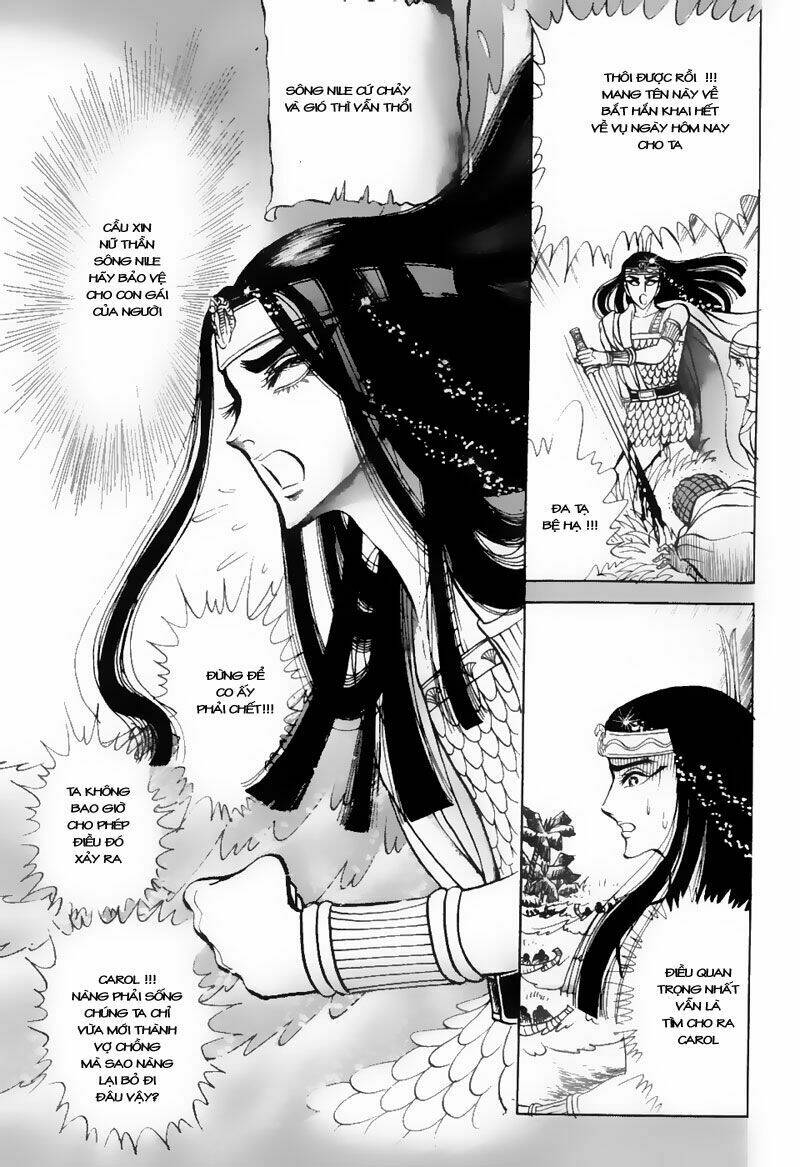 THÔI ĐƯỢC RỒI !!!
MANG TÊN NÀY VỀ
BẮT HẮN KHAI HẾT
VỀ VỤ NGÀY HÔM NAY
CHO TA
ĐA TẠ
BỆ HẠ !!!
ĐIỀU QUAN
TRỌNG NHẤT
VẪN LÀ
TÌM CHO RA
CAROL
SÔNG NILE CỨ CHẢY
VÀ GIÓ THÌ VẪN THỔI
CẦU XIN
NỮ THẦN
SÔNG NILE
HÃY BẢO VỆ
CHO CON GÁI
CỦA NGƯỜI
ĐỪNG ĐỂ
CO ẤY
PHẢI CHẾT!!!
TA KHÔNG
BAO GIỜ
CHO PHÉP
ĐIỀU ĐÓ
XẢY RA
CAROL !!!
NÀNG PHẢI SỐNG
CHÚNG TA CHỈ
VỪA MỚI THÀNH
VỢ CHỒNG
MÀ SAO NÀNG
LẠI BỎ ĐI
ĐÂU VẬY?